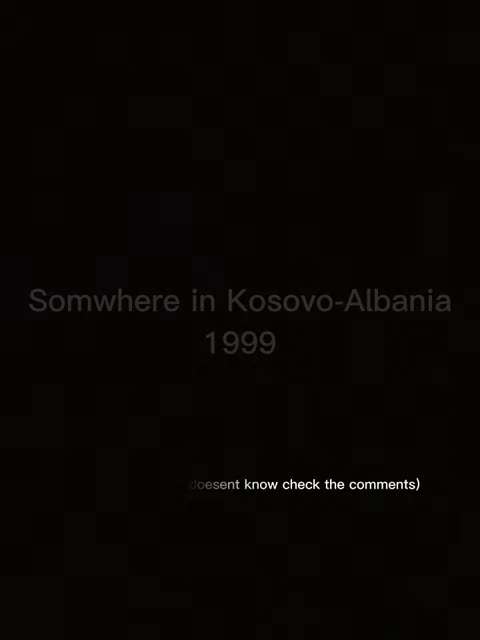 Somwhere in Kosovo-Albania
1999
doesent know check the comments)